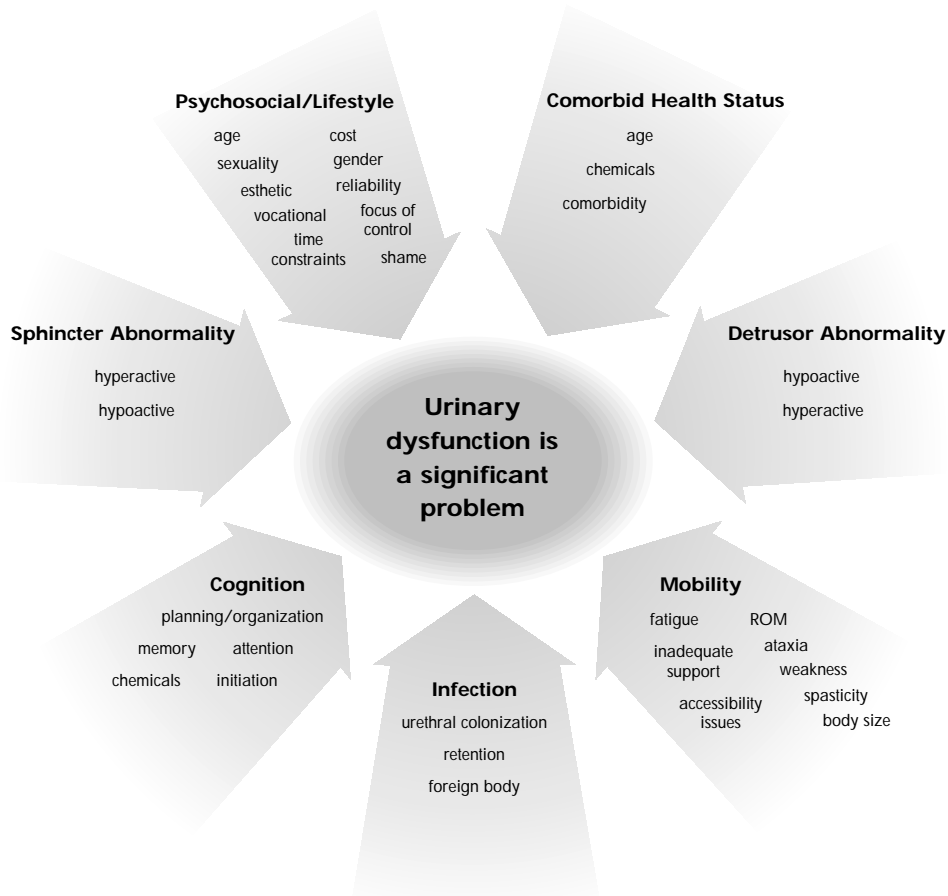 Psychosocial/Lifestyle
age cost
sexuality gender
esthetic reliability
vocational focus of
control
time
constraints shame
Comorbid Health Status
age
chemicals
comorbidity
Sphincter Abnormality
hyperactive
hypoactive
Detrusor Abnormality
hypoactive
hyperactive
Urinary
dysfunction is
a significant
problem
Cognition
planning/organization
memory attention
chemicals initiation
Infection
urethral colonization
retention
foreign body
Mobility
fatigue ROM
inadequate
support
ataxia
weakness
accessibility
issues
spasticity
body size